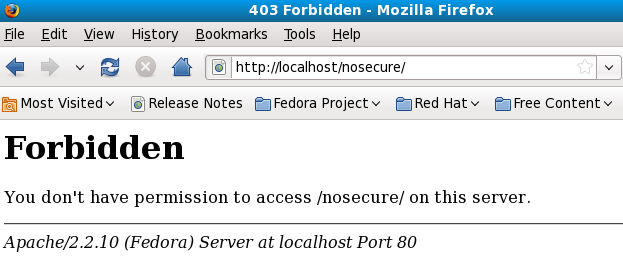 403 Forbidden - Mozilla Firefox
File Edit View History Bookmarks Tools Help
http://localhost/nosecure/
Most Visited Release Notes Fedora Project Red Hat Free Content
Forbidden
You don't have permission to access /nosecure/ on this server.
Apache/2.2.10 (Fedora) Server at localhost Port 80